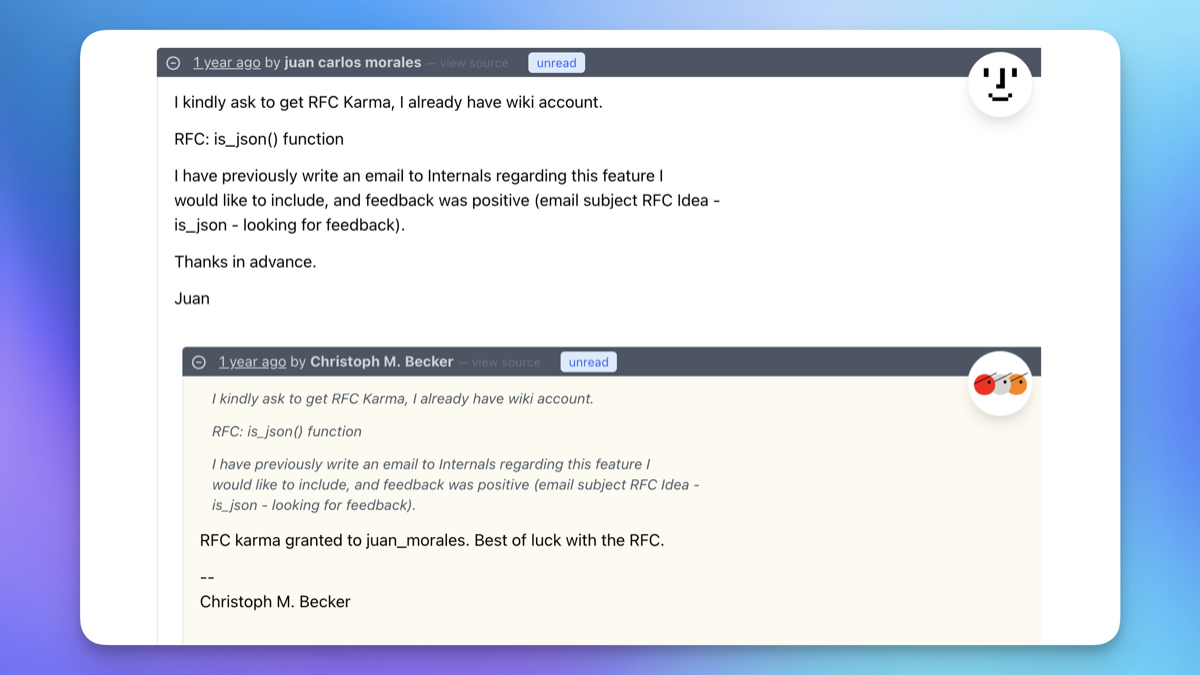 1 year ago by juan carlos morales — view source unread
I kindly ask to get RFC Karma, I already have wiki account.
RFC: is_json() function
I have previously write an email to Internals regarding this feature I
would like to include, and feedback was positive (email subject RFC Idea -
is_json - looking for feedback).
Thanks in advance.
Juan
1 year ago by Christoph M. Becker — view source unread
I kindly ask to get RFC Karma, I already have wiki account.
RFC: is_json() function
I have previously write an email to Internals regarding this feature I
would like to include, and feedback was positive (email subject RFC Idea -
is_json - looking for feedback).
RFC karma granted to juan_morales. Best of luck with the RFC.
--
Christoph M. Becker